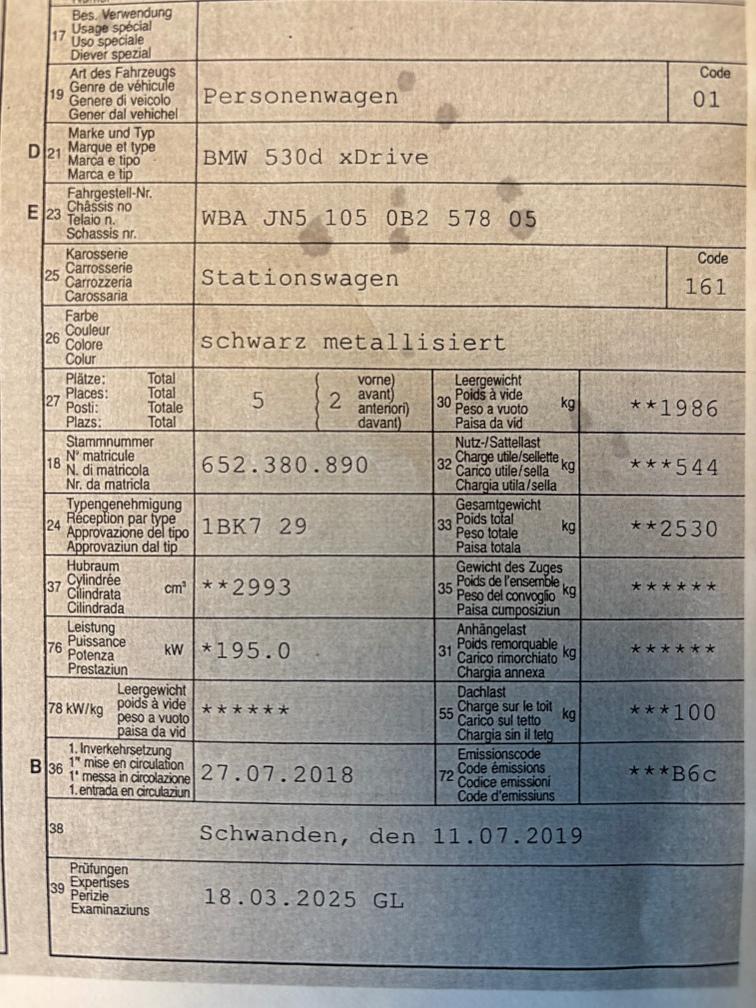 17 Bes. Verwendung
Usage spécial
Uso speciale
Diever spezial
19 Art des Fahrzeugs
Genre de véhicule
Genere di veicolo
Gener dal vehichel
Personenwagen
Code
01
D 21 Marke und Typ
Marque et type
Marca e tipo
Marca e tip
BMW 530d xDrive
E 23 Fahrgestell-Nr.
Châssis no
Telaio n.
Schassis nr.
WBA JN5 105 0B2 578 05
25 Karosserie
Carrosserie
Carrozzeria
Carossaria
Stationswagen
Code
161
26 Farbe
Couleur
Colore
Colur
schwarz metallisiert
27 Plätze: Total
Places: Total
Posti: Totale
Plazs: Total
5
2 vorne)
avant)
anteriori)
davant)
30 Leergewicht
Poids à vide
Peso a vuoto
Paisa da vid
kg
**1986
18 Stammnummer
N° matricule
N. di matricola
Nr. da matricla
652.380.890
32 Nutz-/Sattellast
Charge utile/sellette
Carico utile/sella
Chargia utila/sella
kg
***544
24 Typengenehmigung
Réception par type
Approvazione del tipo
Approvaziun dal tip
1BK7 29
33 Gesamtgewicht
Poids total
Peso totale
Paisa totala
kg
**2530
37 Hubraum
Cylindrée
Cilindrata
Cilindrada
cm³
**2993
35 Gewicht des Zuges
Poids de l'ensemble
Peso del convoglio
Paisa cumposiziun
kg
******
76 Leistung
Puissance
Potenza
Prestaziun
kW
*195.0
31 Anhängelast
Poids remorquable
Carico rimorchiato
Chargia annexa
kg
******
78 kW/kg Leergewicht
poids à vide
peso a vuoto
paisa da vid
******
55 Dachlast
Charge sur le toit
Carico sul tetto
Chargia sin il tetg
kg
***100
B 36 1. Inverkehrsetzung
1re mise en circulation
1a messa in circolazione
1. entrada en circulaziun
27.07.2018
72 Emissionscode
Code émissions
Codice emissioni
Code d'emissiuns
***B6c
38
Schwanden, den 11.07.2019
39 Prüfungen
Expertises
Perizie
Examinaziuns
18.03.2025 GL